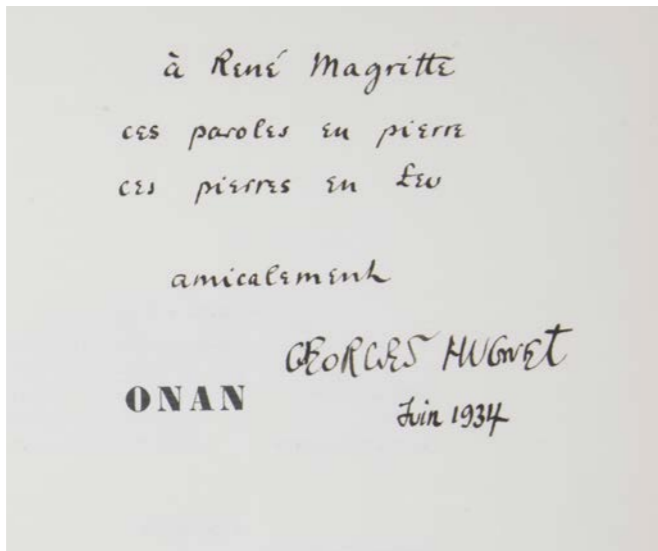 à René Magritte
ces paroles en pierre
ces pierres en feu
amicalement
GEORGES HUGNET
ONAN
Juin 1934